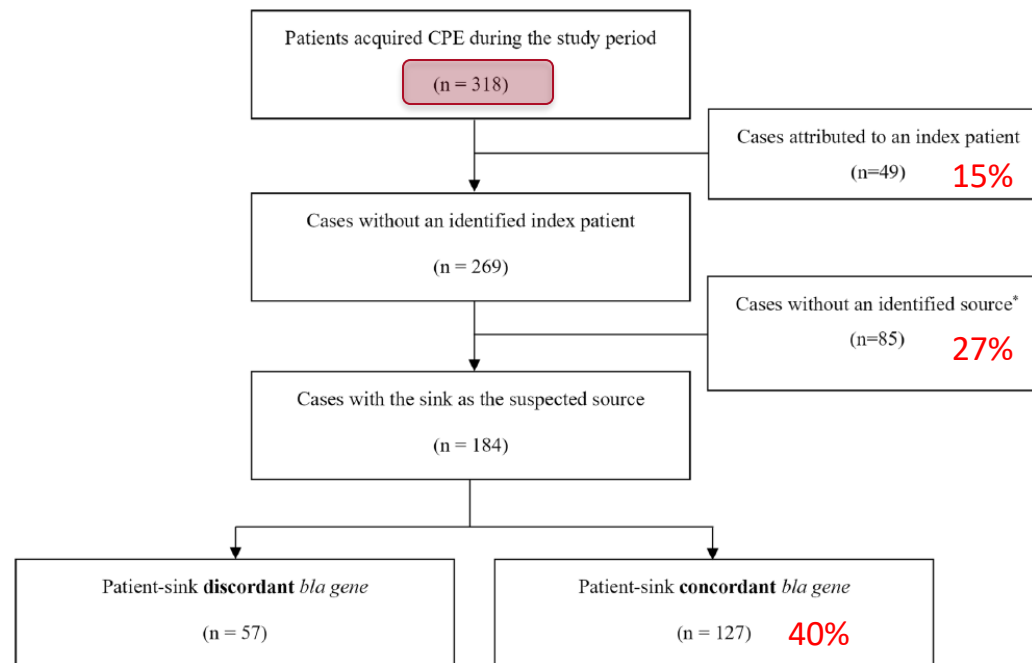 Patients acquired CPE during the study period
(n = 318)
Cases attributed to an index patient
(n=49) 15%
Cases without an identified index patient
(n = 269)
Cases without an identified source*
(n=85) 27%
Cases with the sink as the suspected source
(n = 184)
Patient-sink discordant bla gene
(n = 57)
Patient-sink concordant bla gene
(n = 127) 40%